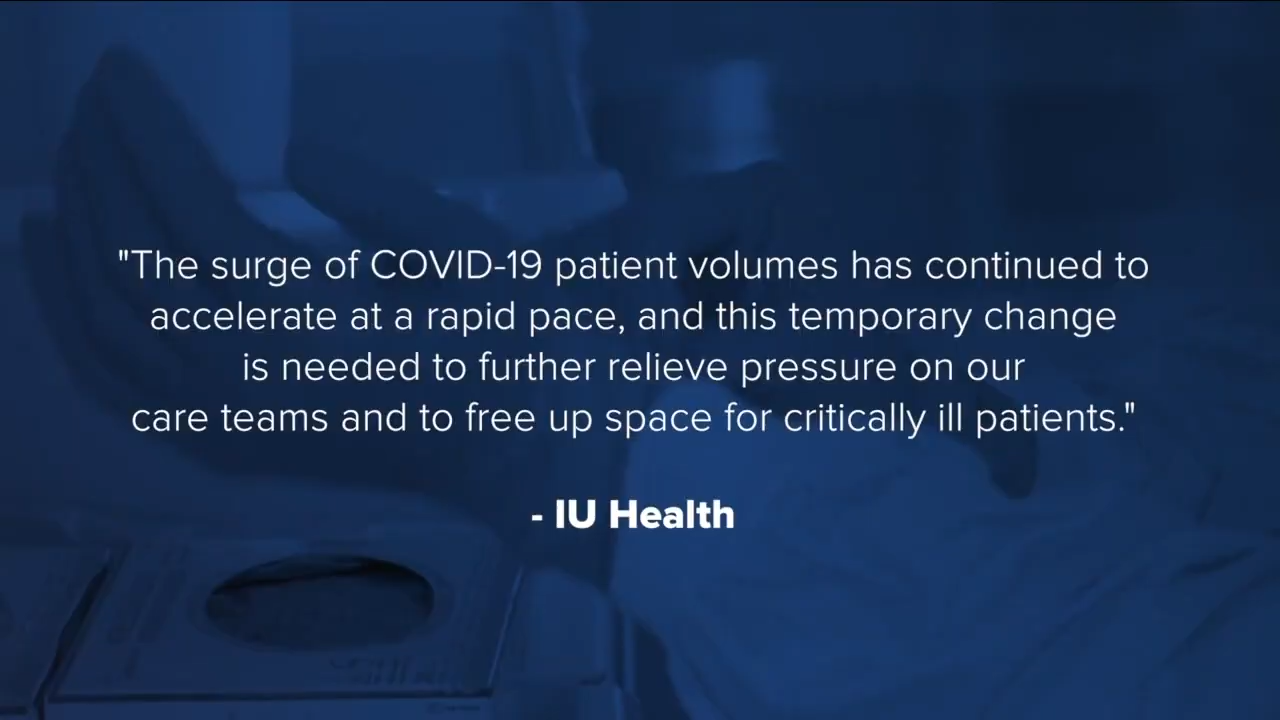 "The surge of COVID-19 patient volumes has continued to
accelerate at a rapid pace, and this temporary change
is needed to further relieve pressure on our
care teams and to free up space for critically ill patients."
- IU Health